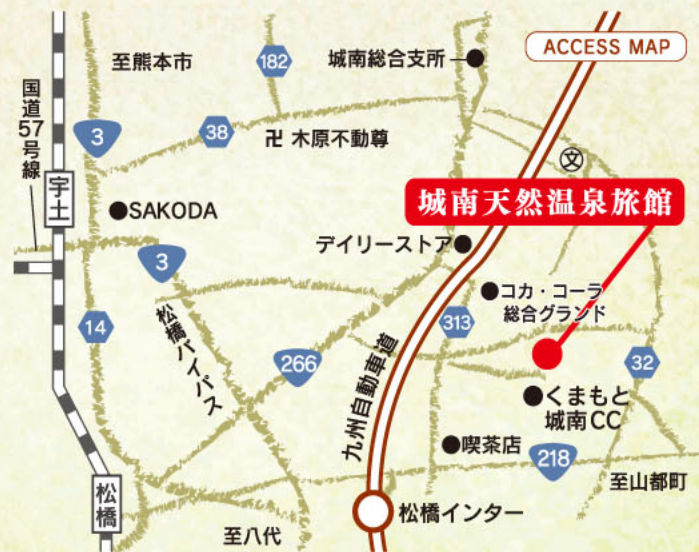 至熊本市
182
城南総合支所
ACCESS MAP
国道57号線
3
38
卍 木原不動尊
文
宇土
SAKODA
城南天然温泉旅館
デイリーストア
3
コカ・コーラ
総合グランド
14
松橋バイパス
313
266
九州自動車道
32
くまもと
城南CC
喫茶店
218
至山都町
松橋
松橋インター
至八代